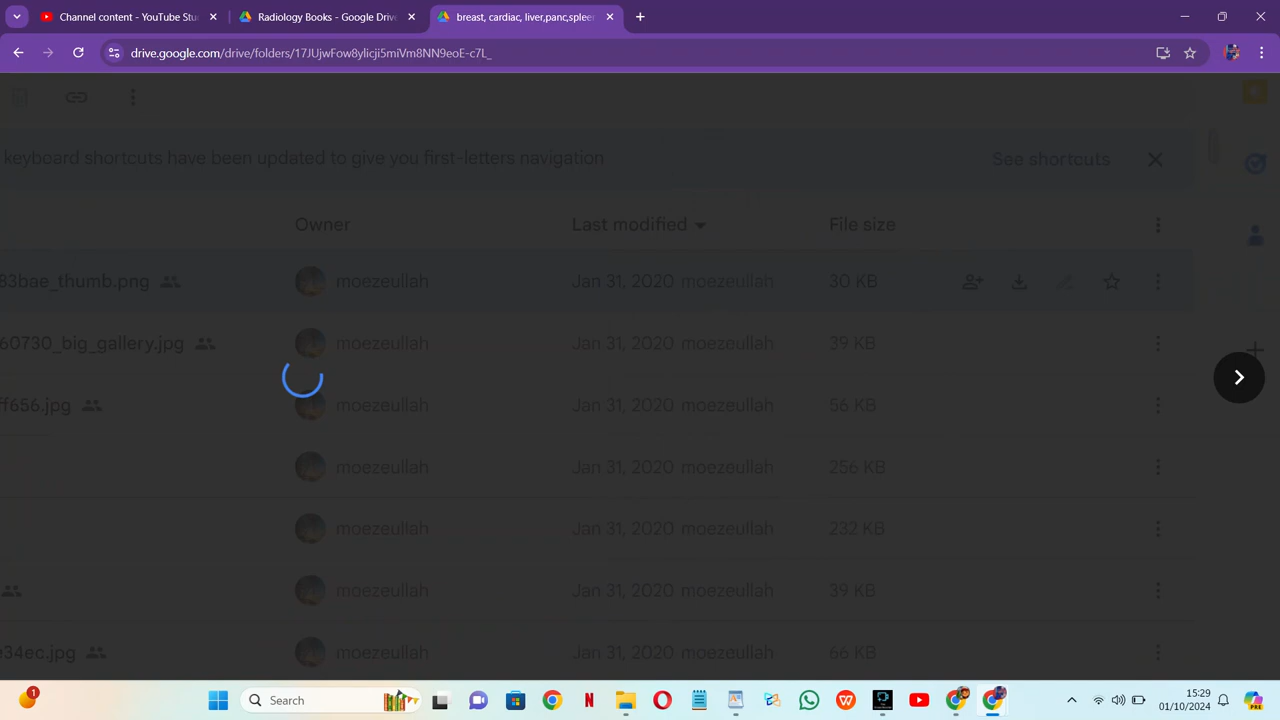 Channel content - YouTube Stu
Radiology Books - Google Drive
breast, cardiac, liver,panc,spleen
drive.google.com/drive/folders/17JUjwFow8ylicji5miVm8NN9eoE-c7L_
keyboard shortcuts have been updated to give you first-letters navigation
See shortcuts
Owner
Last modified
File size
83bae_thumb.png
moezeullah
Jan 31, 2020 moezeullah
30 KB
60730_big_gallery.jpg
moezeullah
Jan 31, 2020 moezeullah
39 KB
ff656.jpg
moezeullah
Jan 31, 2020 moezeullah
56 KB
moezeullah
Jan 31, 2020 moezeullah
256 KB
moezeullah
Jan 31, 2020 moezeullah
232 KB
moezeullah
Jan 31, 2020 moezeullah
39 KB
e34ec.jpg
moezeullah
Jan 31, 2020 moezeullah
66 KB
1
Search
15:29
01/10/2024
PRE